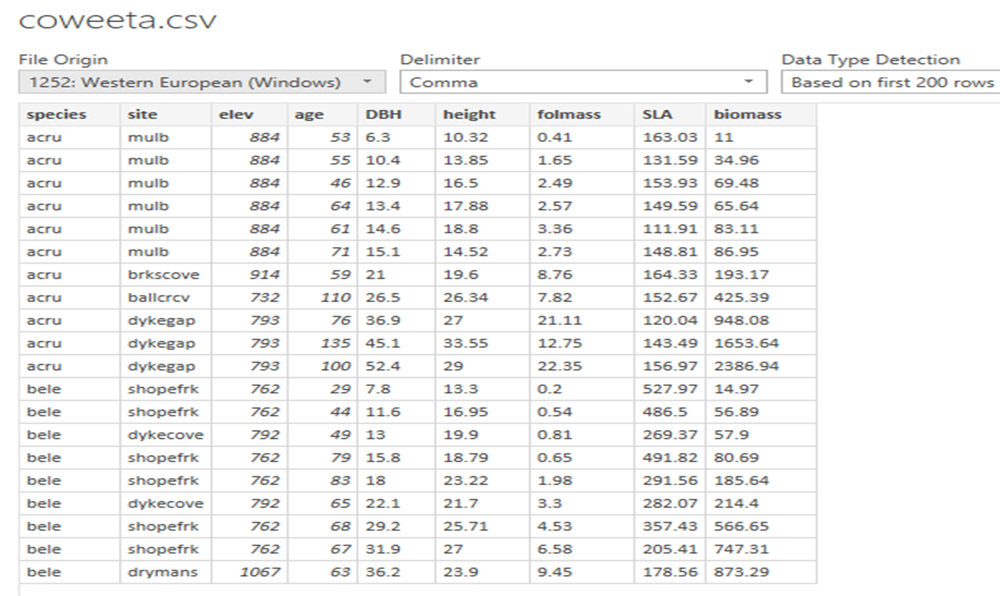 coweeta.csv
File Origin Delimiter Data Type Detection
1252: Western European (Windows) Comma Based on first 200 rows
species site elev age DBH height folmass SLA biomass
acru mulb 884 53 6.3 10.32 0.41 163.03 11
acru mulb 884 55 10.4 13.85 1.65 131.59 34.96
acru mulb 884 46 12.9 16.5 2.49 153.93 69.48
acru mulb 884 64 13.4 17.88 2.57 149.59 65.64
acru mulb 884 61 14.6 18.8 3.36 111.91 83.11
acru mulb 884 71 15.1 14.52 2.73 148.81 86.95
acru brkscove 914 59 21 19.6 8.76 164.33 193.17
acru ballcrcv 732 110 26.5 26.34 7.82 152.67 425.39
acru dykegap 793 76 36.9 27 21.11 120.04 948.08
acru dykegap 793 135 45.1 33.55 12.75 143.49 1653.64
acru dykegap 793 100 52.4 29 22.35 156.97 2386.94
bele shopefrk 762 29 7.8 13.3 0.2 527.97 14.97
bele shopefrk 762 44 11.6 16.95 0.54 486.5 56.89
bele dykecove 792 49 13 19.9 0.81 269.37 57.9
bele shopefrk 762 79 15.8 18.79 0.65 491.82 80.69
bele shopefrk 762 83 18 23.22 1.98 291.56 185.64
bele dykecove 792 65 22.1 21.7 3.3 282.07 214.4
bele shopefrk 762 68 29.2 25.71 4.53 357.43 566.65
bele shopefrk 762 67 31.9 27 6.58 205.41 747.31
bele drymans 1067 63 36.2 23.9 9.45 178.56 873.29